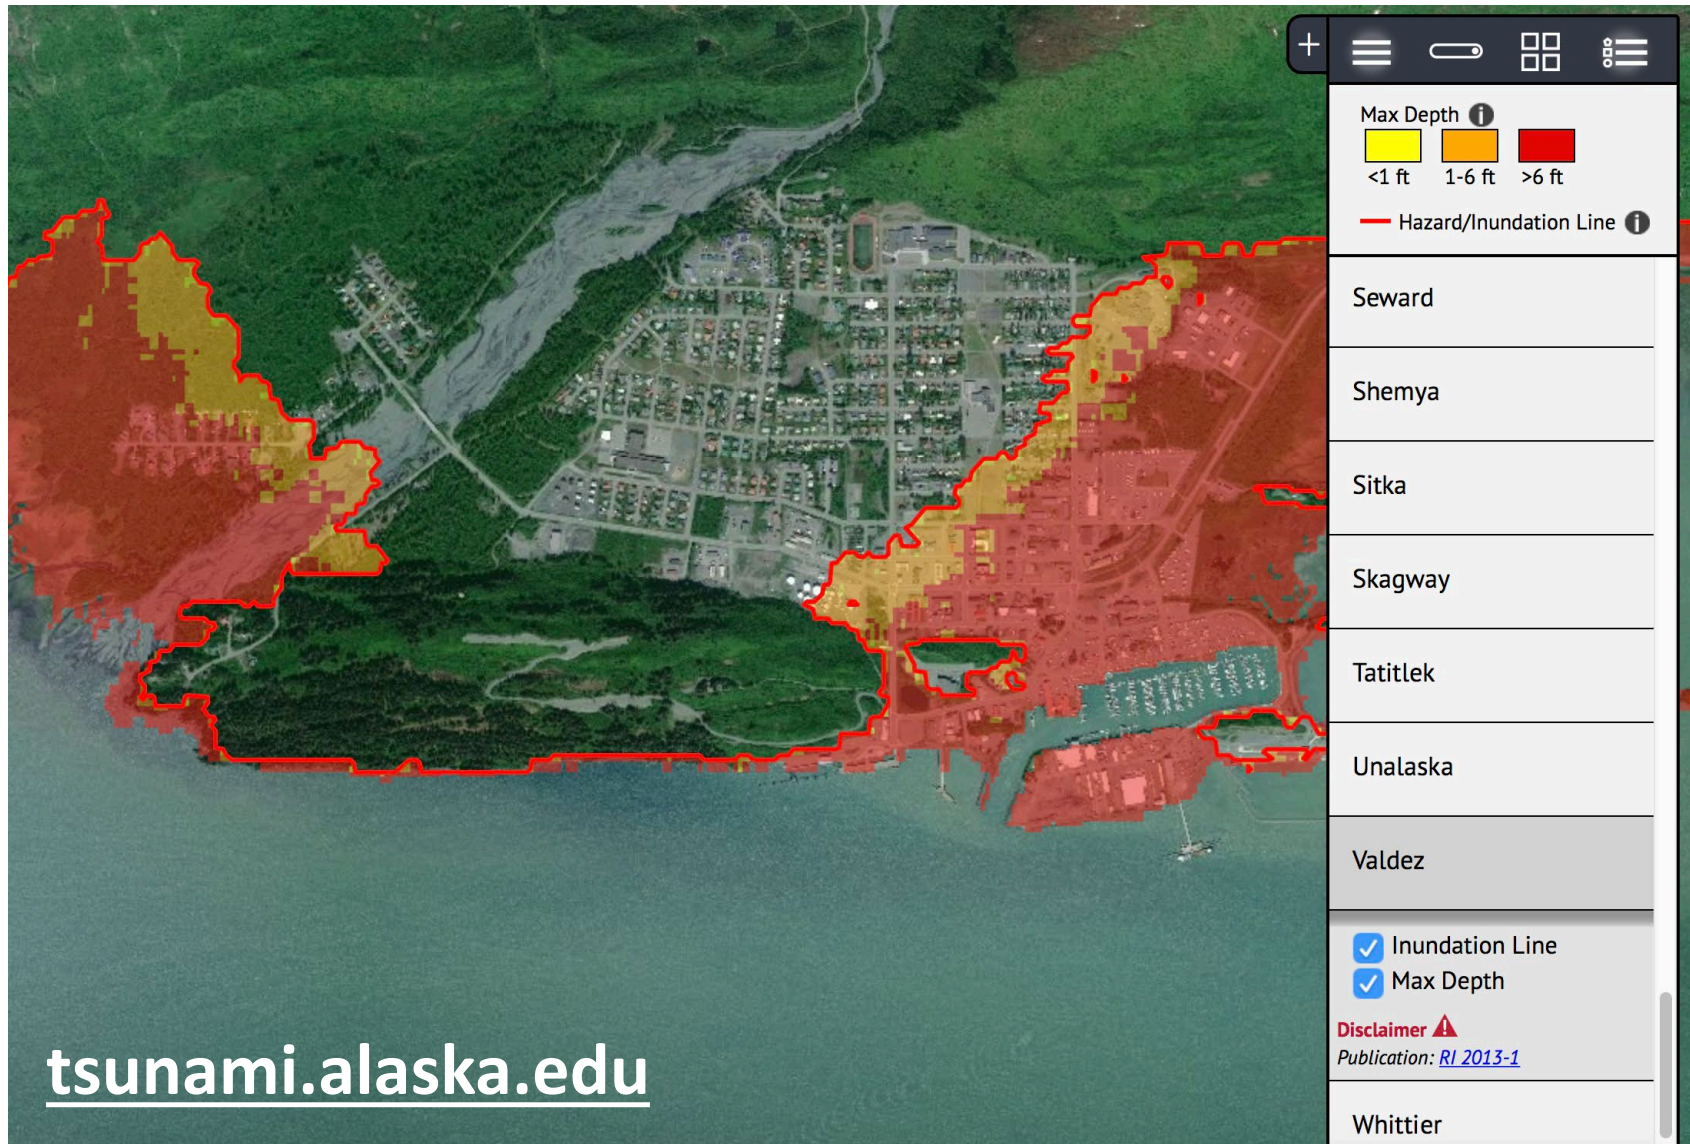 +
Max Depth i
<1 ft 1-6 ft >6 ft
Hazard/Inundation Line i
Seward
Shemya
Sitka
Skagway
Tatitlek
Unalaska
Valdez
Inundation Line
Max Depth
Disclaimer
Publication: RI 2013-1
Whittier
tsunami.alaska.edu